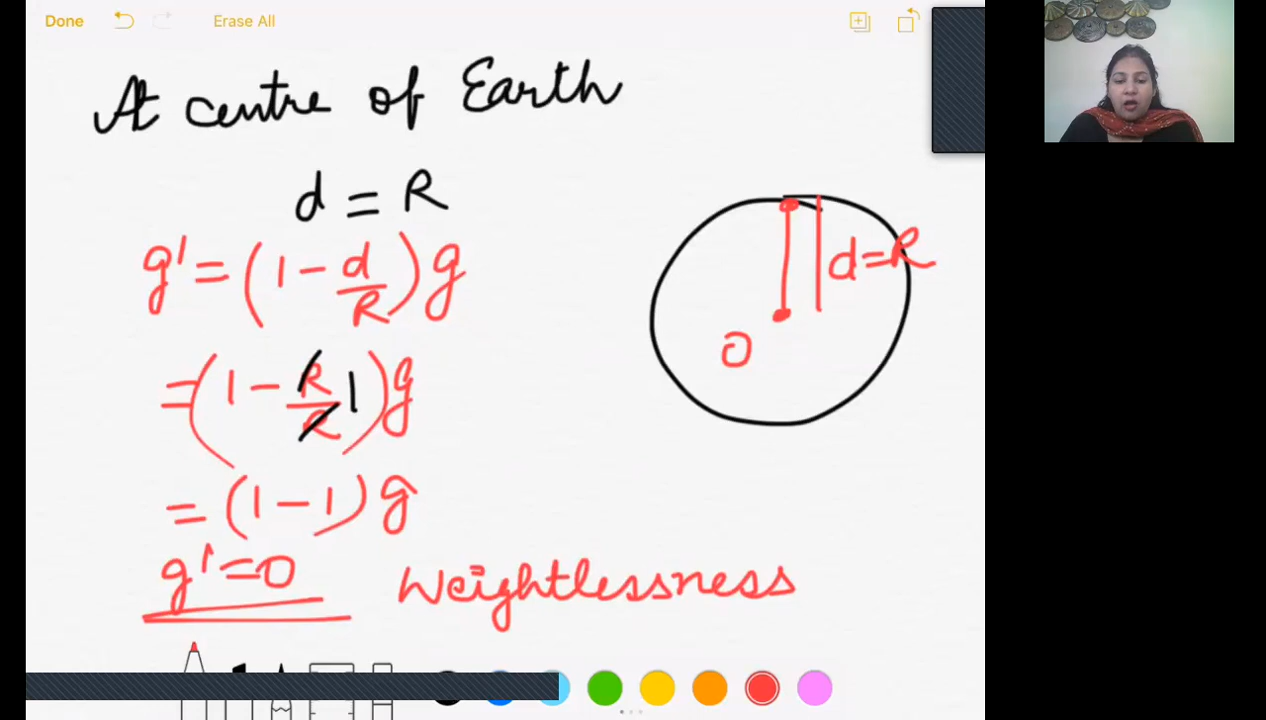 Done Erase All
At centre of Earth
d = R
g' = (1 - d/R) g
d = R
= (1 - R/R 1) g
O
= (1 - 1) g
g' = 0 Weightlessness